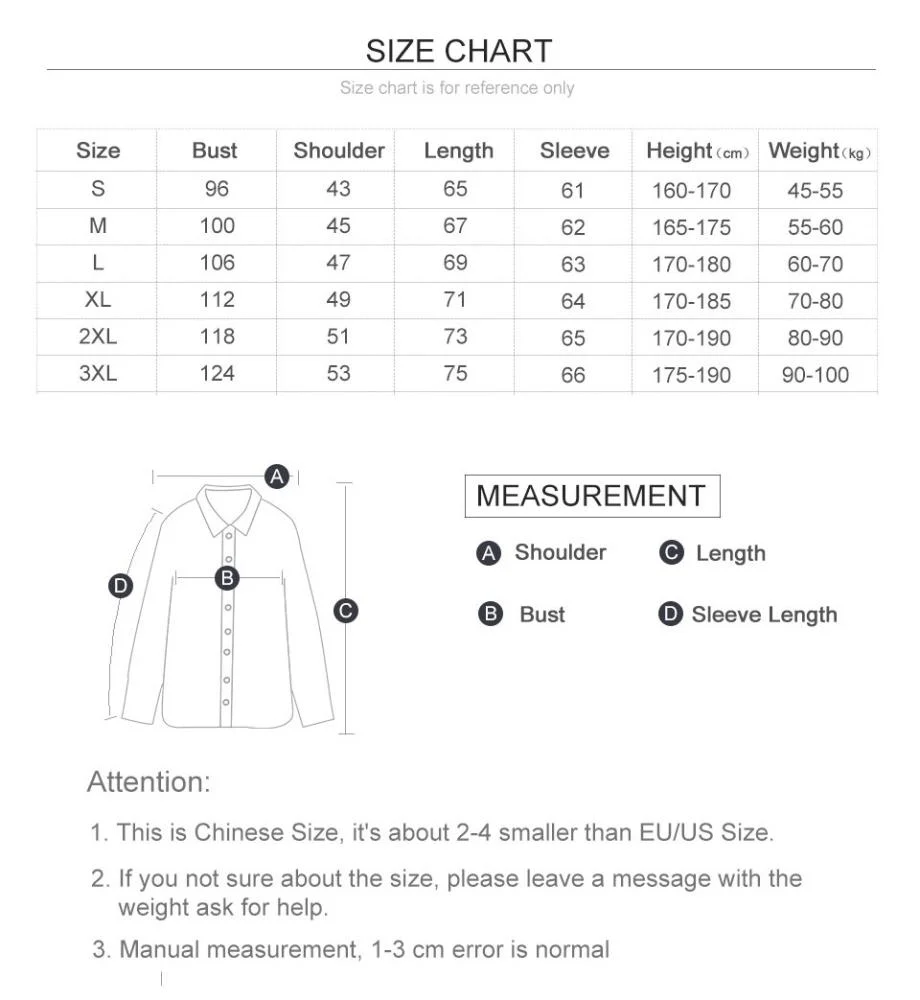 SIZE CHART
Size chart is for reference only
Size Bust Shoulder Length Sleeve Height（cm） Weight（kg）
S 96 43 65 61 160-170 45-55
M 100 45 67 62 165-175 55-60
L 106 47 69 63 170-180 60-70
XL 112 49 71 64 170-185 70-80
2XL 118 51 73 65 170-190 80-90
3XL 124 53 75 66 175-190 90-100
A
B
C
D
MEASUREMENT
A Shoulder C Length
B Bust D Sleeve Length
Attention:
1. This is Chinese Size, it's about 2-4 smaller than EU/US Size.
2. If you not sure about the size, please leave a message with the
weight ask for help.
3. Manual measurement, 1-3 cm error is normal